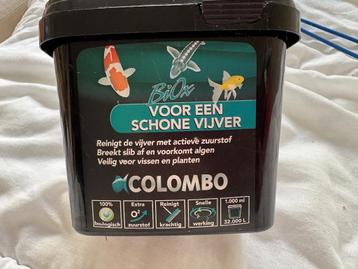 BiOx
VOOR EEN
SCHONE VIJVER
Reinigt de vijver met actieve zuurstof
Breekt slib af en voorkomt algen
Veilig voor vissen en planten
COLOMBO
100%
biologisch
Extra
O²
zuurstof
Reinigt
krachtig
Snelle
werking
1.000 ml
32.000 L